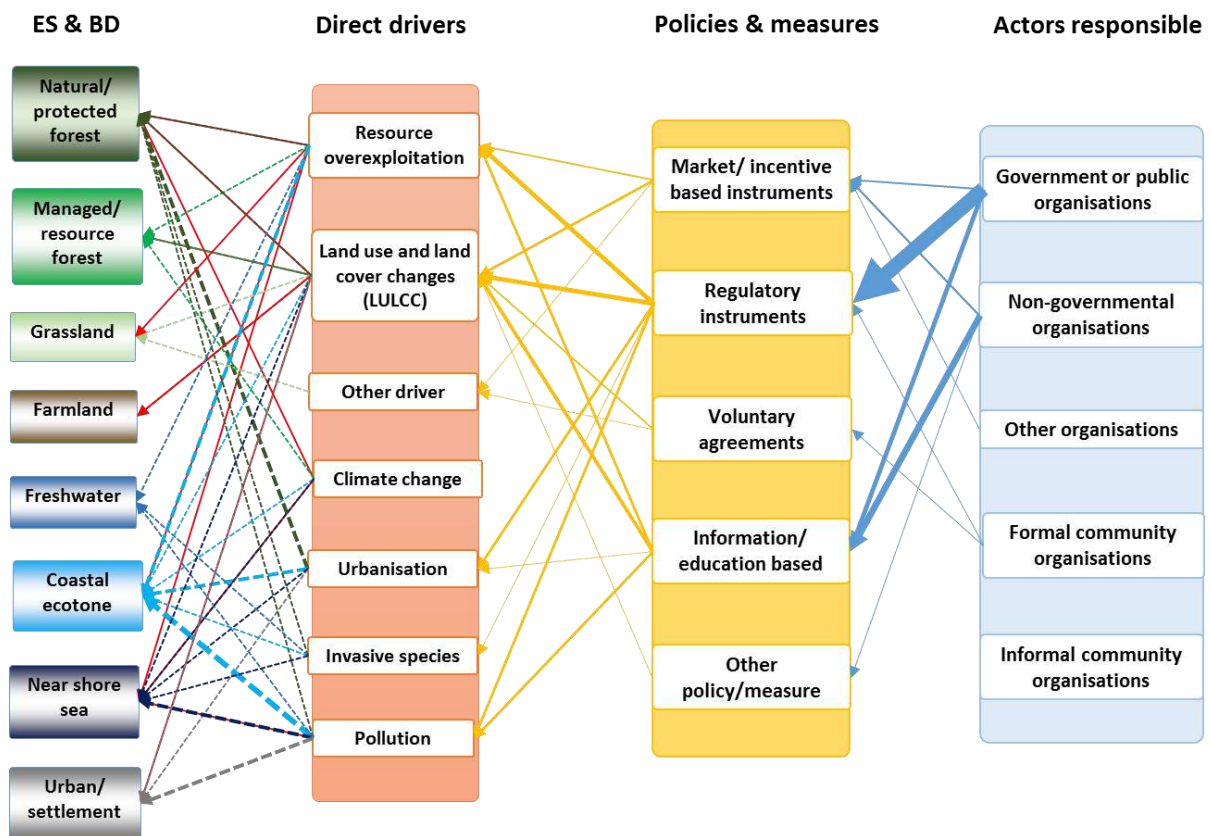 ES & BD
Direct drivers
Policies & measures
Actors responsible
Natural/
protected
forest
Managed/
resource
forest
Grassland
Farmland
Freshwater
Coastal
ecotone
Near shore
sea
Urban/
settlement
Resource
overexploitation
Land use and land
cover changes
(LULCC)
Other driver
Climate change
Urbanisation
Invasive species
Pollution
Market/ incentive
based instruments
Regulatory
instruments
Voluntary
agreements
Information/
education based
Other
policy/measure
Government or public
organisations
Non-governmental
organisations
Other organisations
Formal community
organisations
Informal community
organisations